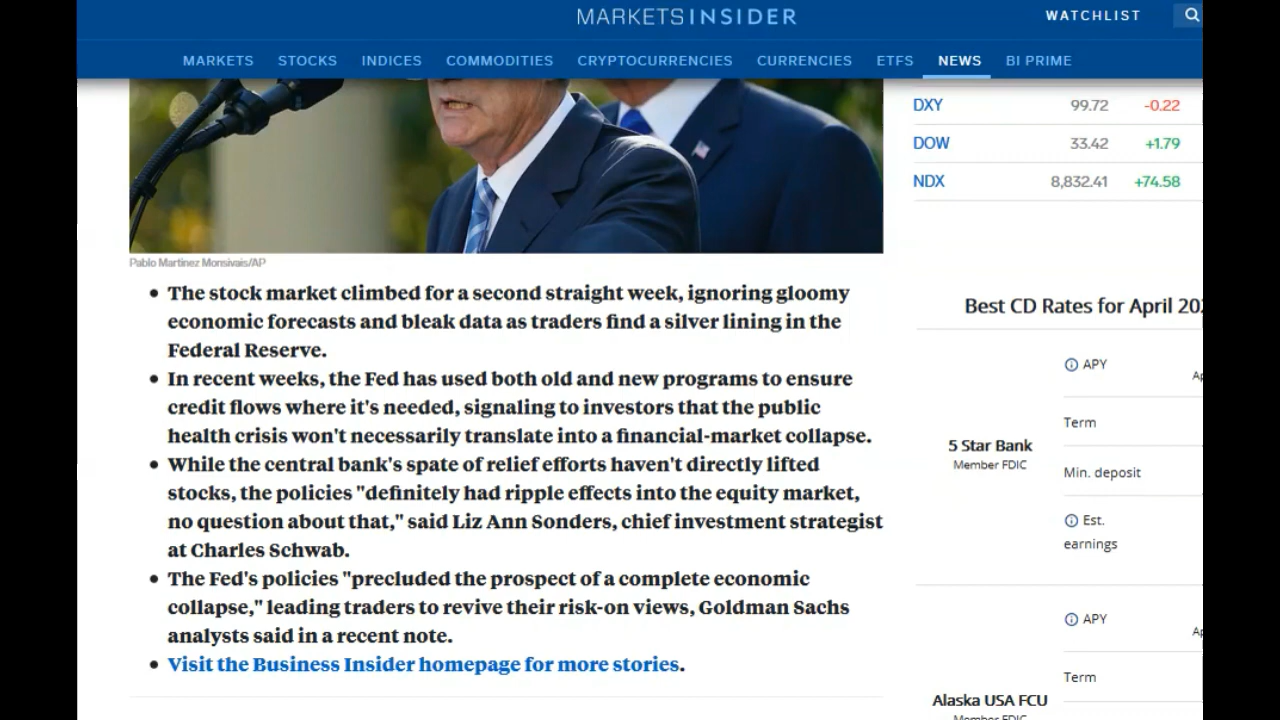 MARKETS INSIDER
WATCHLIST
MARKETS STOCKS INDICES COMMODITIES CRYPTOCURRENCIES CURRENCIES ETFS NEWS BI PRIME
DXY 99.72 -0.22
DOW 33.42 +1.79
NDX 8,832.41 +74.58
Pablo Martinez Monsivais/AP
• The stock market climbed for a second straight week, ignoring gloomy
economic forecasts and bleak data as traders find a silver lining in the
Federal Reserve.
• In recent weeks, the Fed has used both old and new programs to ensure
credit flows where it's needed, signaling to investors that the public
health crisis won't necessarily translate into a financial-market collapse.
• While the central bank's spate of relief efforts haven't directly lifted
stocks, the policies "definitely had ripple effects into the equity market,
no question about that," said Liz Ann Sonders, chief investment strategist
at Charles Schwab.
• The Fed's policies "precluded the prospect of a complete economic
collapse," leading traders to revive their risk-on views, Goldman Sachs
analysts said in a recent note.
• Visit the Business Insider homepage for more stories.
Best CD Rates for April
5 Star Bank
Member FDIC
APY
Term
Min. deposit
Est.
earnings
Alaska USA FCU
Member FDIC
APY
Term